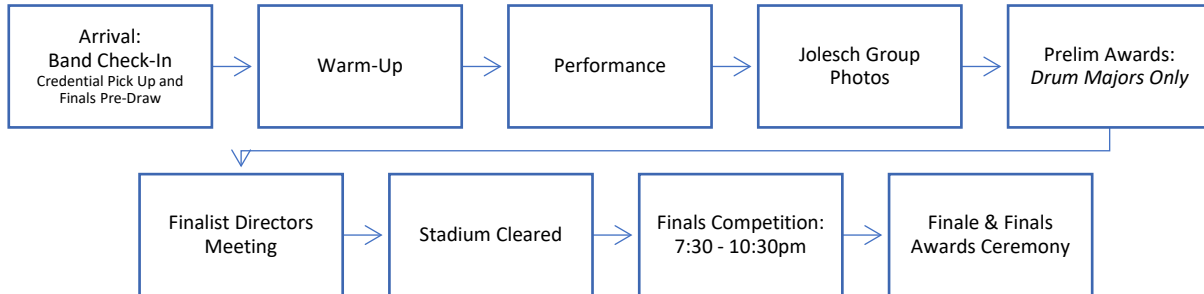 Arrival:
Band Check-In
Credential Pick Up and
Finals Pre-Draw
Warm-Up
Performance
Jolesch Group
Photos
Prelim Awards:
Drum Majors Only
Finalist Directors
Meeting
Stadium Cleared
Finals Competition:
7:30 - 10:30pm
Finale & Finals
Awards Ceremony